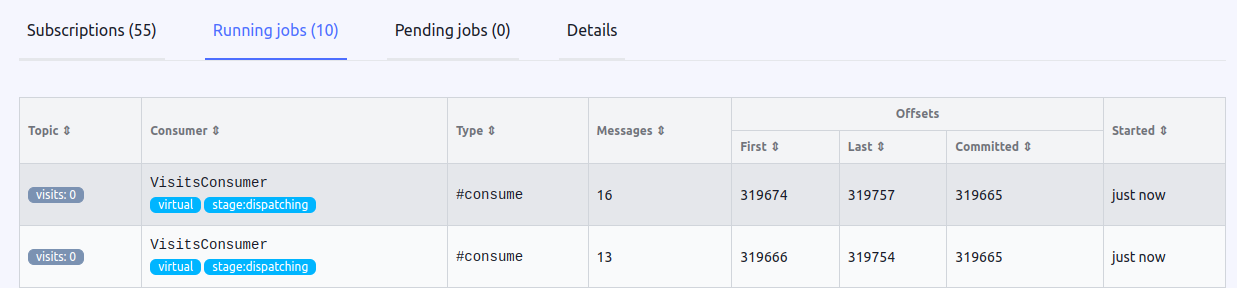 Subscriptions (55) Running jobs (10) Pending jobs (0) Details
Topic ⇕ Consumer ⇕ Type ⇕ Messages ⇕ Offsets Started ⇕
First ⇕ Last ⇕ Committed ⇕
visits: 0 VisitsConsumer #consume 16 319674 319757 319665 just now
virtual stage:dispatching
visits: 0 VisitsConsumer #consume 13 319666 319754 319665 just now
virtual stage:dispatching